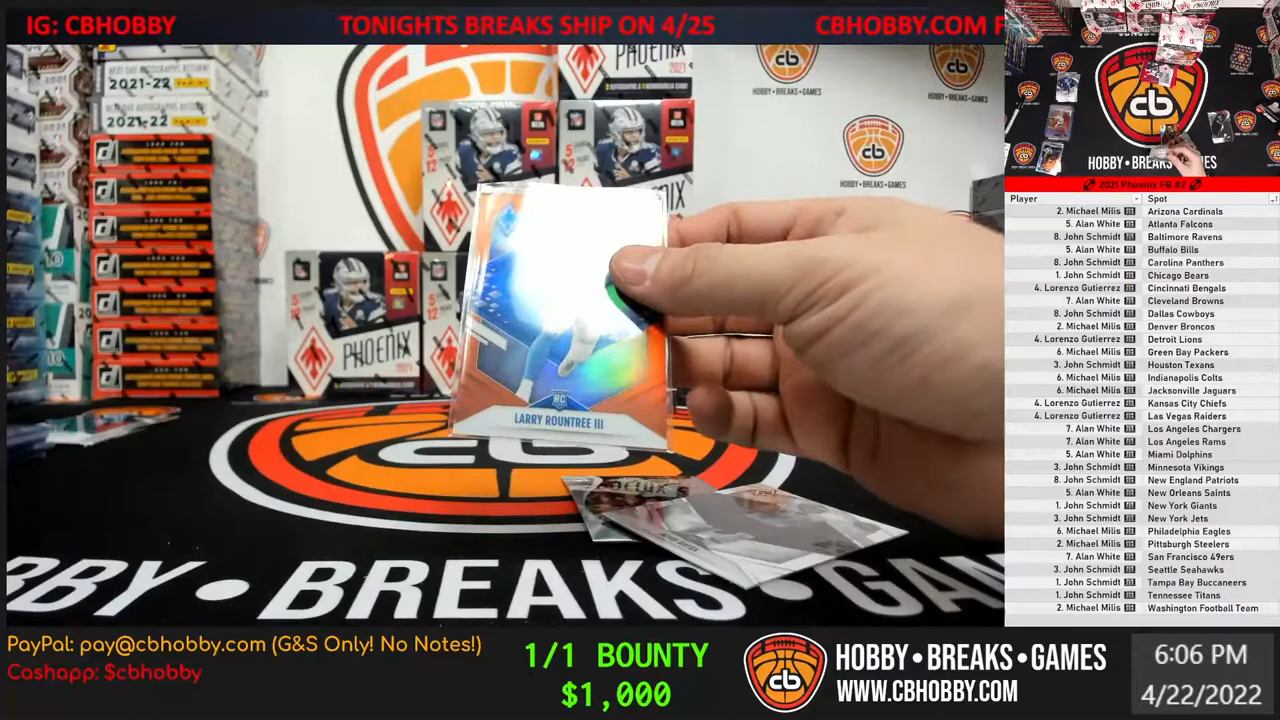 IG: CBHOBBY
TONIGHTS BREAKS SHIP ON 4/25
CBHOBBY.COM F
2021-22
2021-22
PHOENIX
2021
PHOENIX
PHOENIX
2021
cb
cb
cb
RC
LARRY ROUNTREE III
BBY • BREAKS • GAM
HOBBY • BREAKS • GAMES
2021 Phoenix FB #2
Player Spot
2. Michael Milis Arizona Cardinals
5. Alan White Atlanta Falcons
8. John Schmidt Baltimore Ravens
5. Alan White Buffalo Bills
8. John Schmidt Carolina Panthers
1. John Schmidt Chicago Bears
4. Lorenzo Gutierrez Cincinnati Bengals
7. Alan White Cleveland Browns
8. John Schmidt Dallas Cowboys
2. Michael Milis Denver Broncos
4. Lorenzo Gutierrez Detroit Lions
6. Michael Milis Green Bay Packers
3. John Schmidt Houston Texans
6. Michael Milis Indianapolis Colts
6. Michael Milis Jacksonville Jaguars
4. Lorenzo Gutierrez Kansas City Chiefs
4. Lorenzo Gutierrez Las Vegas Raiders
7. Alan White Los Angeles Chargers
7. Alan White Los Angeles Rams
5. Alan White Miami Dolphins
3. John Schmidt Minnesota Vikings
8. John Schmidt New England Patriots
5. Alan White New Orleans Saints
1. John Schmidt New York Giants
3. John Schmidt New York Jets
6. Michael Milis Philadelphia Eagles
2. Michael Milis Pittsburgh Steelers
7. Alan White San Francisco 49ers
3. John Schmidt Seattle Seahawks
1. John Schmidt Tampa Bay Buccaneers
1. John Schmidt Tennessee Titans
2. Michael Milis Washington Football Team
PayPal: pay@cbhobby.com (G&S Only! No Notes!)
Cashapp: $cbhobby
1/1 BOUNTY
$1,000
cb
HOBBY • BREAKS • GAMES
WWW.CBHOBBY.COM
6:06 PM
4/22/2022